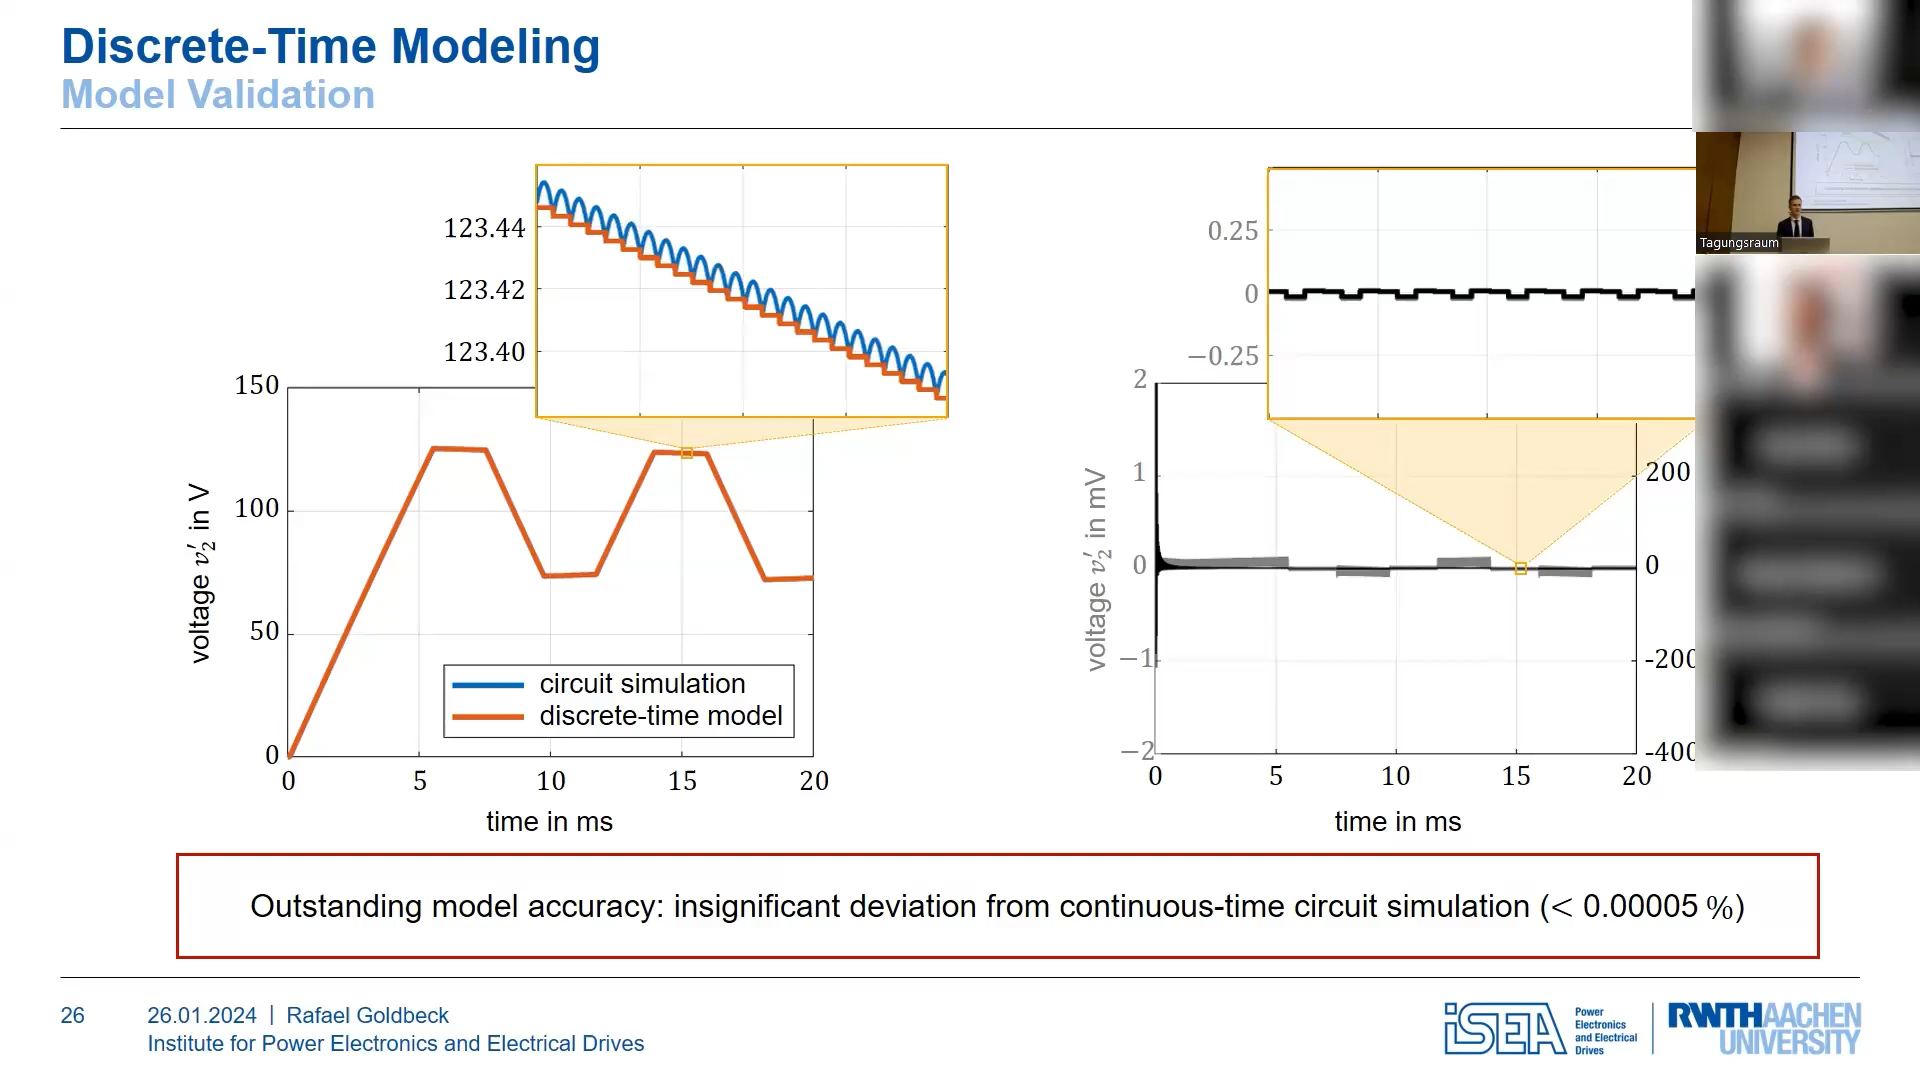 Discrete-Time Modeling
Model Validation
123.44
123.42
123.40
150
100
50
0
voltage v₂′ in V
circuit simulation
discrete-time model
0 5 10 15 20
time in ms
0.25
0
−0.25
2
1
0
−1
−2
voltage v₂′ in mV
200
0
-200
-400
0 5 10 15 20
time in ms
Tagungsraum
Outstanding model accuracy: insignificant deviation from continuous-time circuit simulation (< 0.00005 %)
26
26.01.2024 | Rafael Goldbeck
Institute for Power Electronics and Electrical Drives
iSEA
Power
Electronics
and Electrical
Drives
RWTHAACHEN
UNIVERSITY